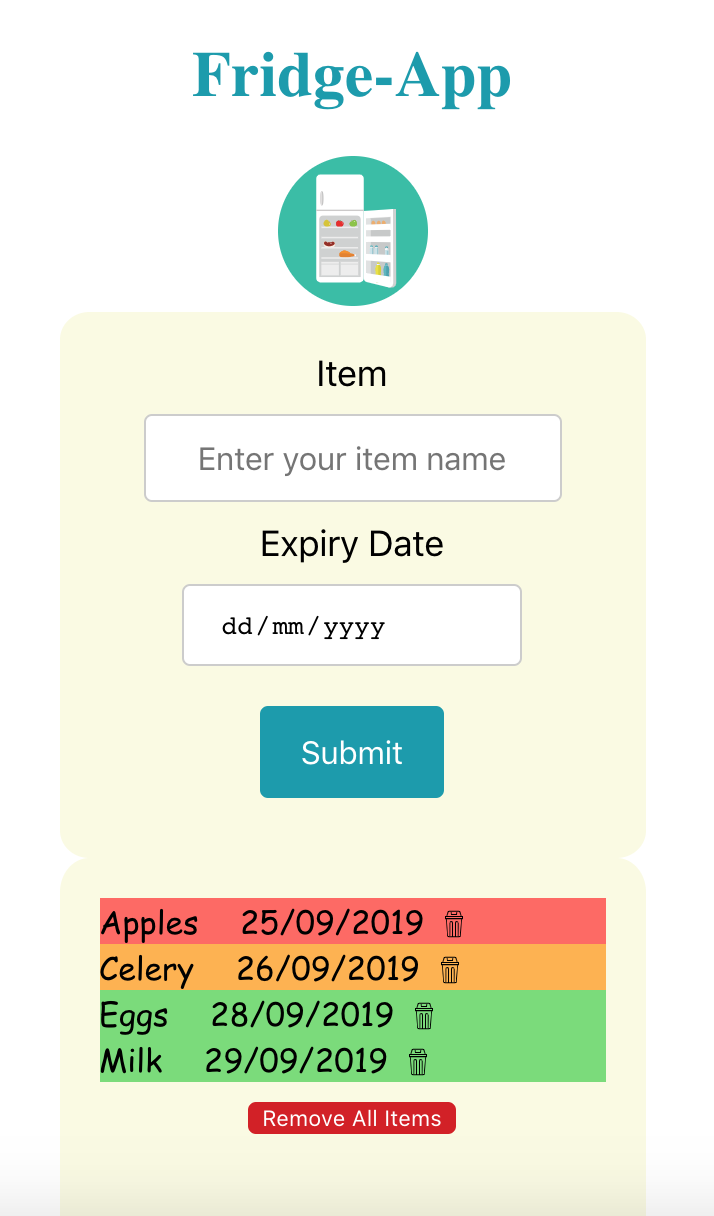 Fridge-App
Item
Enter your item name
Expiry Date
dd/mm/yyyy
Submit
Apples 25/09/2019
Celery 26/09/2019
Eggs 28/09/2019
Milk 29/09/2019
Remove All Items